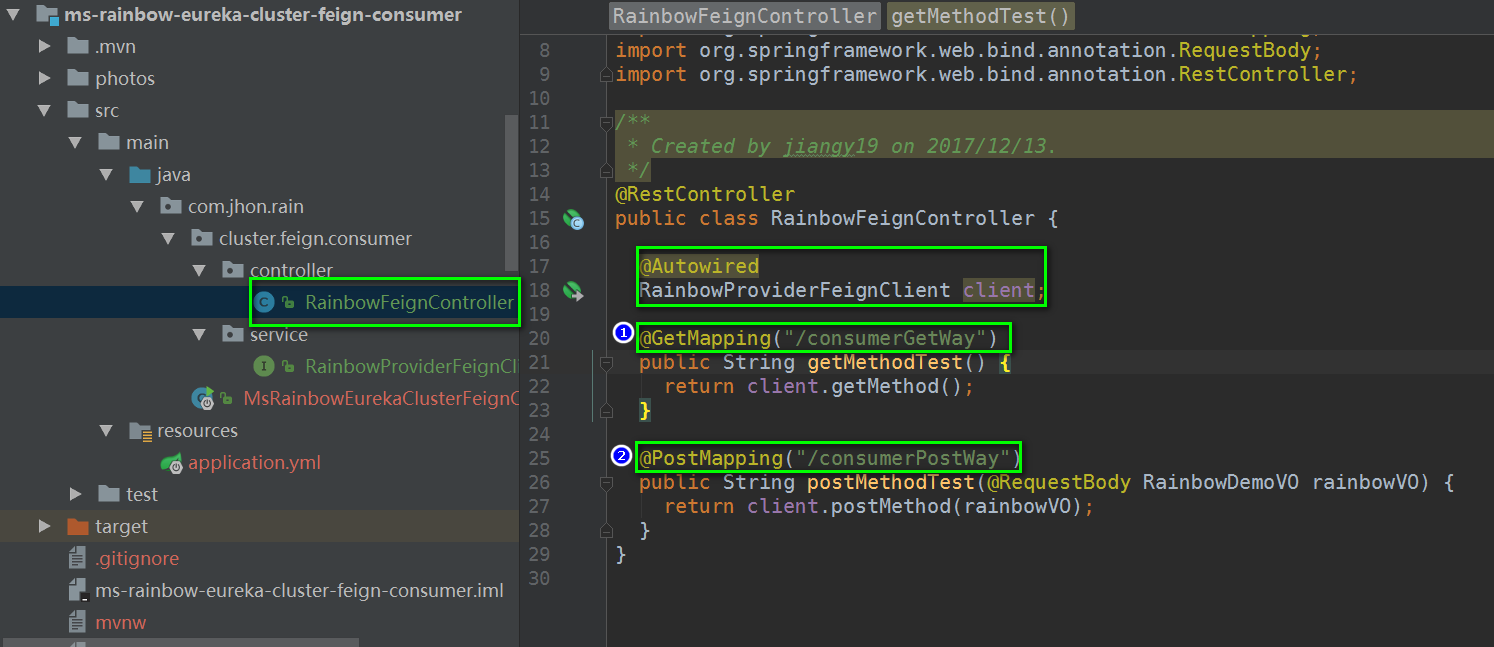 ms-rainbow-eureka-cluster-feign-consumer
.mvn
photos
src
main
java
com.jhon.rain
cluster.feign.consumer
controller
RainbowFeignController
service
RainbowProviderFeignCli
MsRainbowEurekaClusterFeignC
resources
application.yml
test
target
.gitignore
ms-rainbow-eureka-cluster-feign-consumer.iml
mvnw
RainbowFeignController getMethodTest()
8 import org.springframework.web.bind.annotation.RequestBody;
9 import org.springframework.web.bind.annotation.RestController;
10
11 /**
12 * Created by jiangy19 on 2017/12/13.
13 */
14 @RestController
15 public class RainbowFeignController {
16
17 @Autowired
18 RainbowProviderFeignClient client;
19
20 1 @GetMapping("/consumerGetWay")
21 public String getMethodTest() {
22 return client.getMethod();
23 }
24
25 2 @PostMapping("/consumerPostWay")
26 public String postMethodTest(@RequestBody RainbowDemoVO rainbowVO) {
27 return client.postMethod(rainbowVO);
28 }
29 }
30